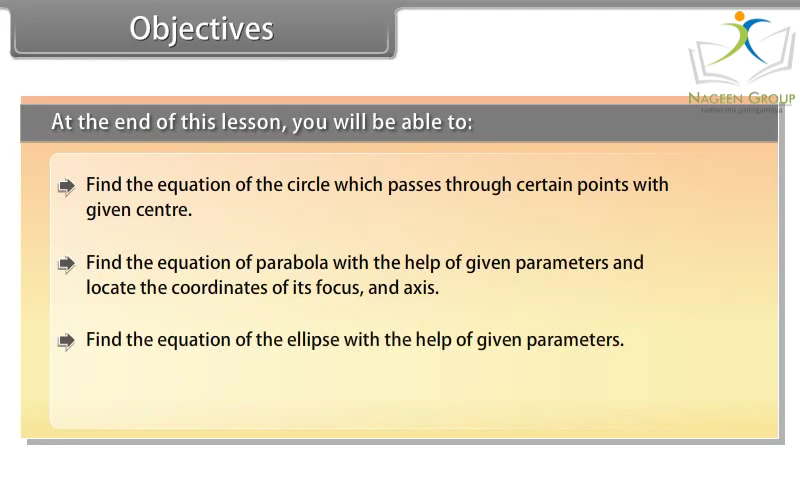 Objectives
NAGEEN GROUP
tamso ma jyotirgamaya
At the end of this lesson, you will be able to:
Find the equation of the circle which passes through certain points with
given centre.
Find the equation of parabola with the help of given parameters and
locate the coordinates of its focus, and axis.
Find the equation of the ellipse with the help of given parameters.